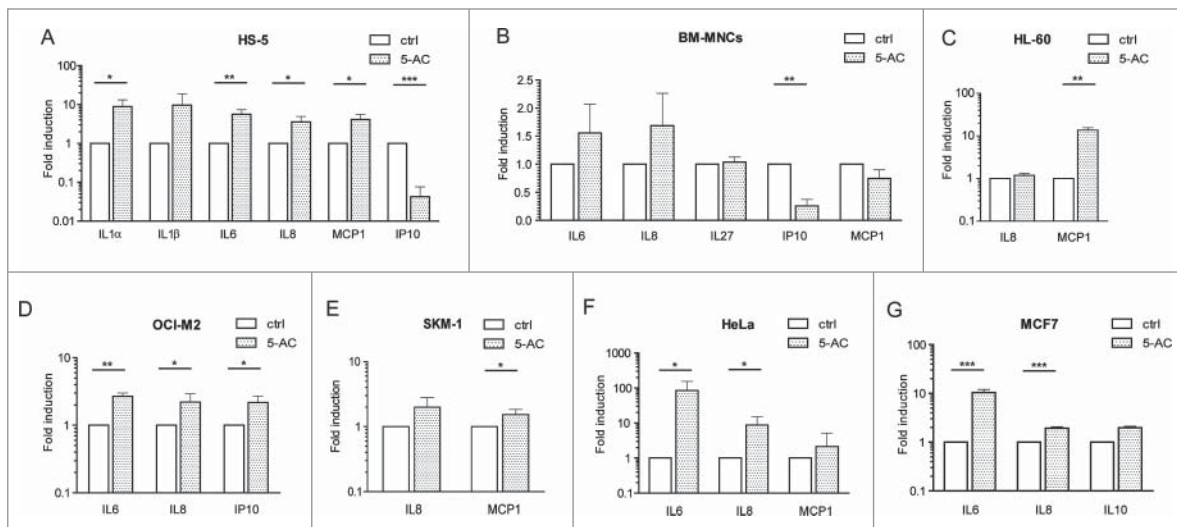 A
HS-5
ctrl
5-AC
Fold induction
100
10
1
0.1
0.01
*
**
*
*
***
IL1α
IL1β
IL6
IL8
MCP1
IP10
B
BM-MNCs
ctrl
5-AC
Fold induction
2.5
2.0
1.5
1.0
0.5
0.0
**
IL6
IL8
IL27
IP10
MCP1
C
HL-60
ctrl
5-AC
Fold induction
100
10
1
0.1
**
IL8
MCP1
D
OCI-M2
ctrl
5-AC
Fold induction
10
1
0.1
**
*
*
IL6
IL8
IP10
E
SKM-1
ctrl
5-AC
Fold induction
10
1
0.1
*
IL8
MCP1
F
HeLa
ctrl
5-AC
Fold induction
1000
100
10
1
0.1
*
*
IL6
IL8
MCP1
G
MCF7
ctrl
5-AC
Fold induction
100
10
1
0.1
***
***
IL6
IL8
IL10